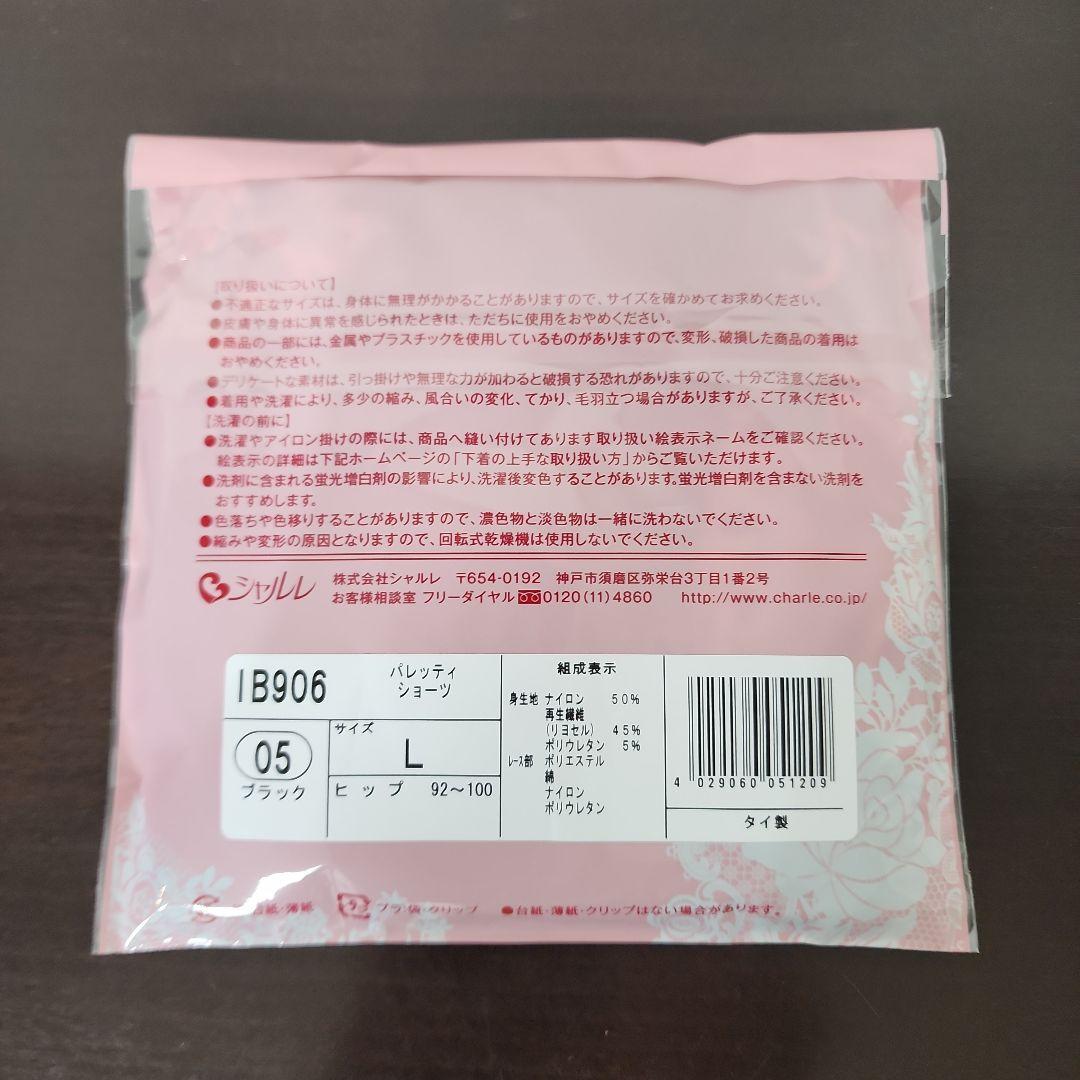 【取り扱いについて】
●不適正なサイズは、身体に無理がかかることがありますので、サイズを確かめてお求めください。
●皮膚や身体に異常を感じられたときは、ただちに使用をおやめください。
●商品の一部には、金属やプラスチックを使用しているものがありますので、変形、破損した商品の着用は
おやめください。
●デリケートな素材は、引っ掛けや無理な力が加わると破損する恐れがありますので、十分ご注意ください。
●着用や洗濯により、多少の縮み、風合いの変化、てかり、毛羽立つ場合がありますが、ご了承ください。
【洗濯の前に】
●洗濯やアイロン掛けの際には、商品へ縫い付けてあります取り扱い絵表示ネームをご確認ください。
絵表示の詳細は下記ホームページの「下着の上手な取り扱い方」からご覧いただけます。
●洗剤に含まれる蛍光増白剤の影響により、洗濯後変色することがあります。蛍光増白剤を含まない洗剤を
おすすめします。
●色落ちや色移りすることがありますので、濃色物と淡色物は一緒に洗わないでください。
●縮みや変形の原因となりますので、回転式乾燥機は使用しないでください。
シャルレ 株式会社シャルレ 〒654-0192 神戸市須磨区弥栄台3丁目1番2号
お客様相談室 フリーダイヤル 0120(11)4860 http://www.charle.co.jp/
IB906
パレッティ
ショーツ
05
ブラック
サイズ
L
ヒップ 92～100
組成表示
身生地 ナイロン 50%
再生繊維
(リヨセル) 45%
ポリウレタン 5%
レース部 ポリエステル
綿
ナイロン
ポリウレタン
4 029060 051209
タイ製
台紙・薄紙 プラ 袋・クリップ ●台紙・薄紙・クリップはない場合があります。